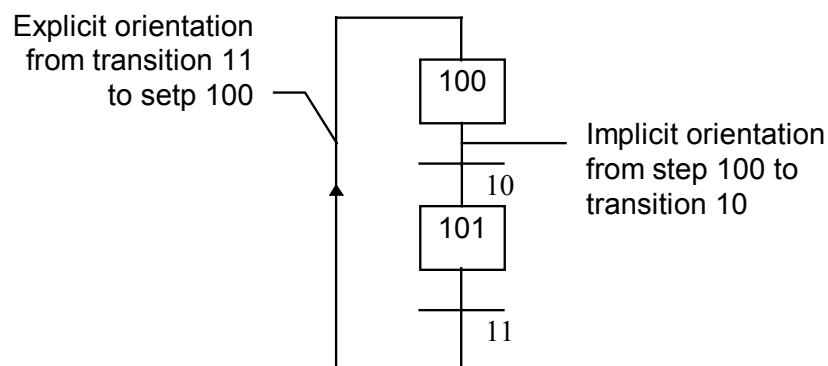 Explicit orientation
from transition 11
to setp 100
100
Implicit orientation
from step 100 to
transition 10
10
101
11